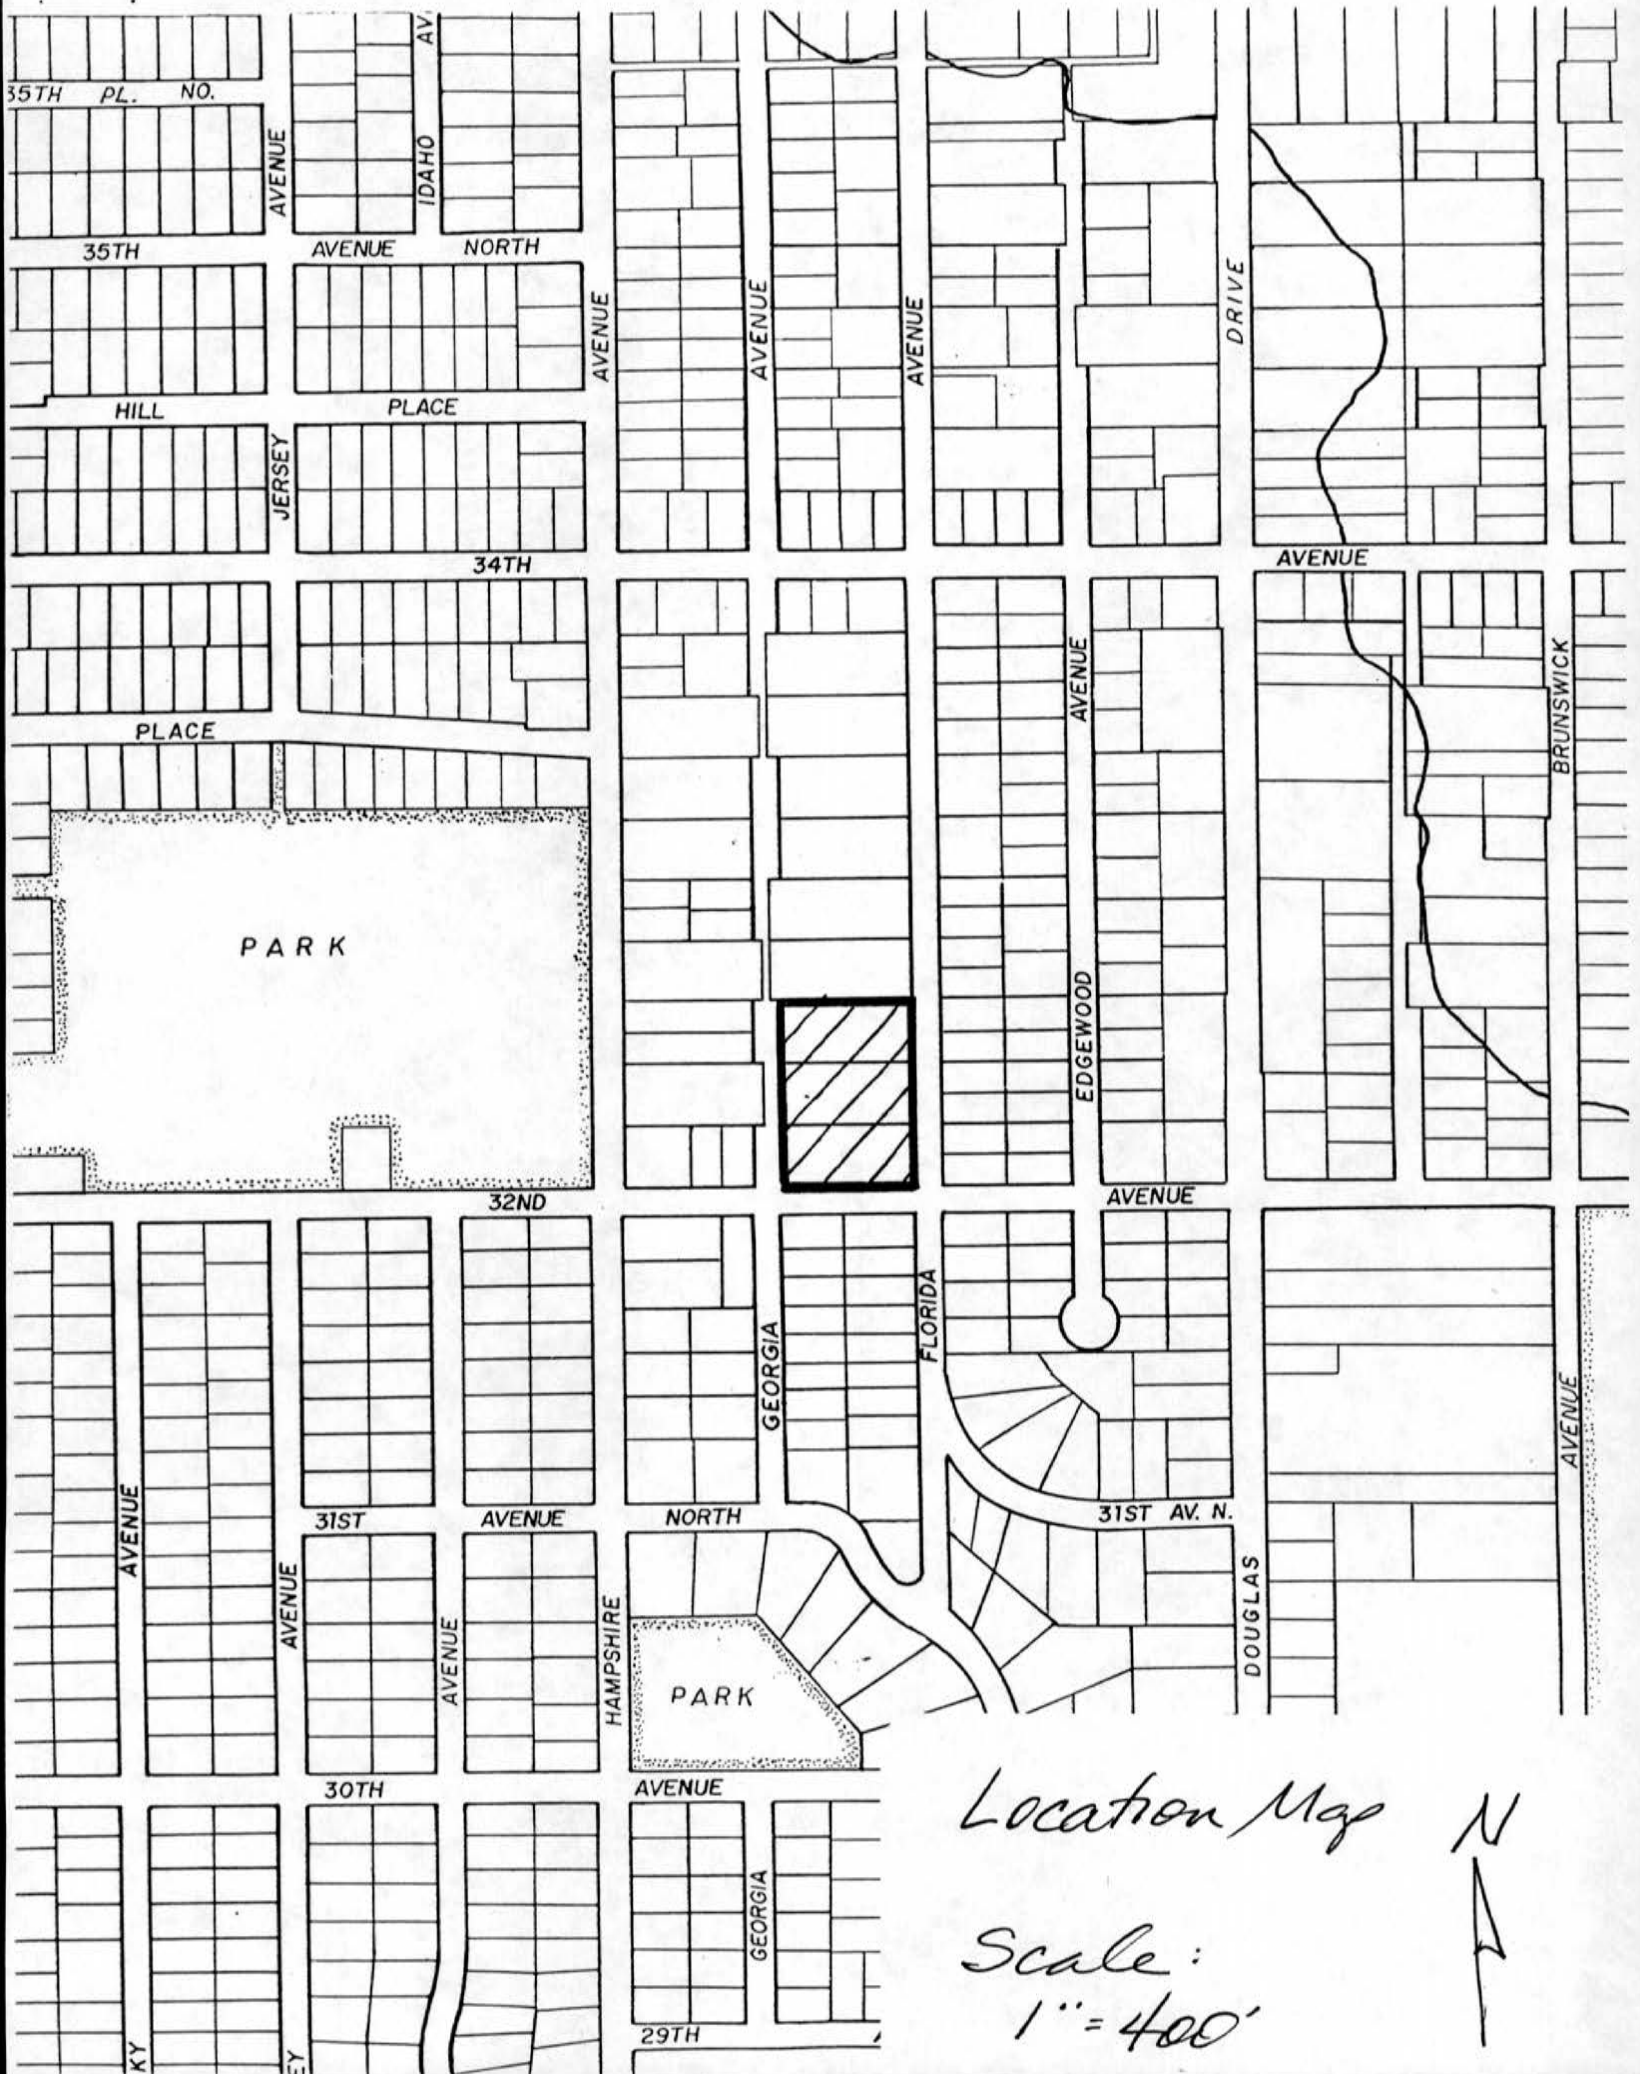 AV.
35TH PL. NO.
AVENUE
IDAHO
35TH
AVENUE
NORTH
AVENUE
AVENUE
AVENUE
DRIVE
HILL
PLACE
JERSEY
34TH
AVENUE
AVENUE
BRUNSWICK
PLACE
PARK
EDGEWOOD
32ND
AVENUE
FLORIDA
GEORGIA
AVENUE
AVENUE
31ST
AVENUE
NORTH
31ST AV. N.
AVENUE
AVENUE
HAMPSHIRE
DOUGLAS
PARK
30TH
AVENUE
Location Map
N
GEORGIA
Scale:
1" = 400'
29TH
KY
EY